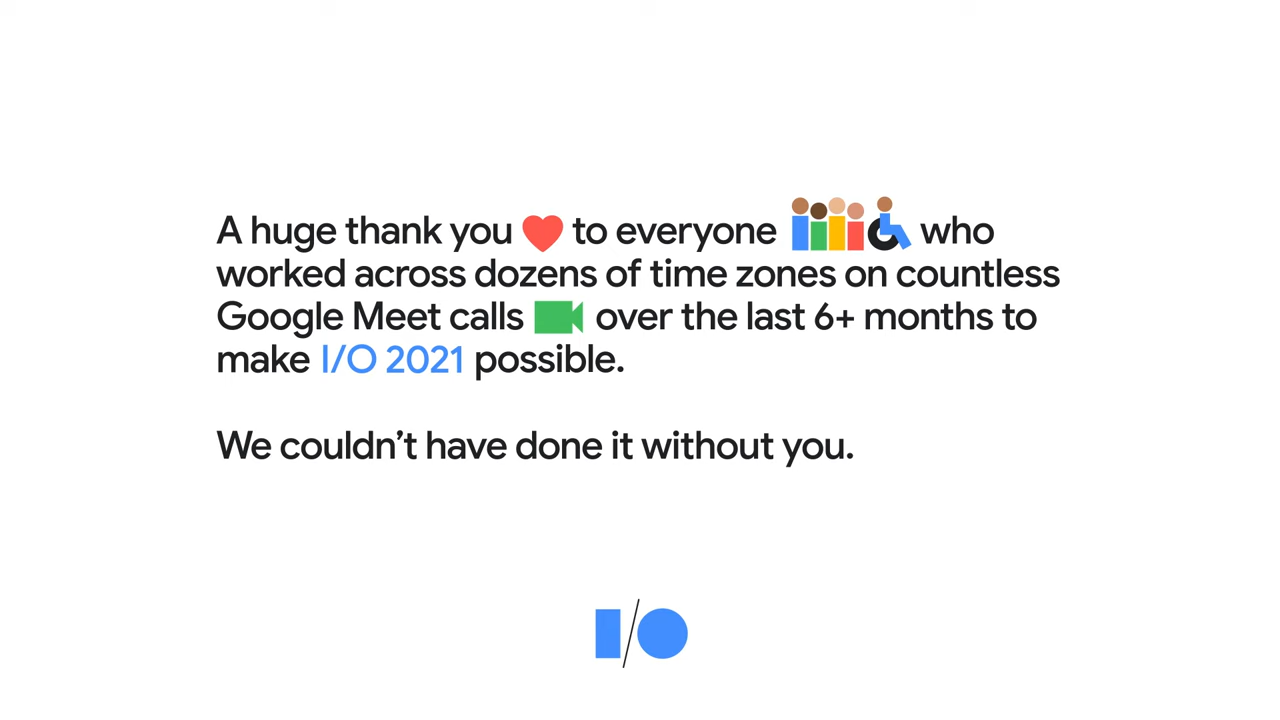 A huge thank you to everyone who
worked across dozens of time zones on countless
Google Meet calls over the last 6+ months to
make I/O 2021 possible.
We couldn’t have done it without you.
I/O